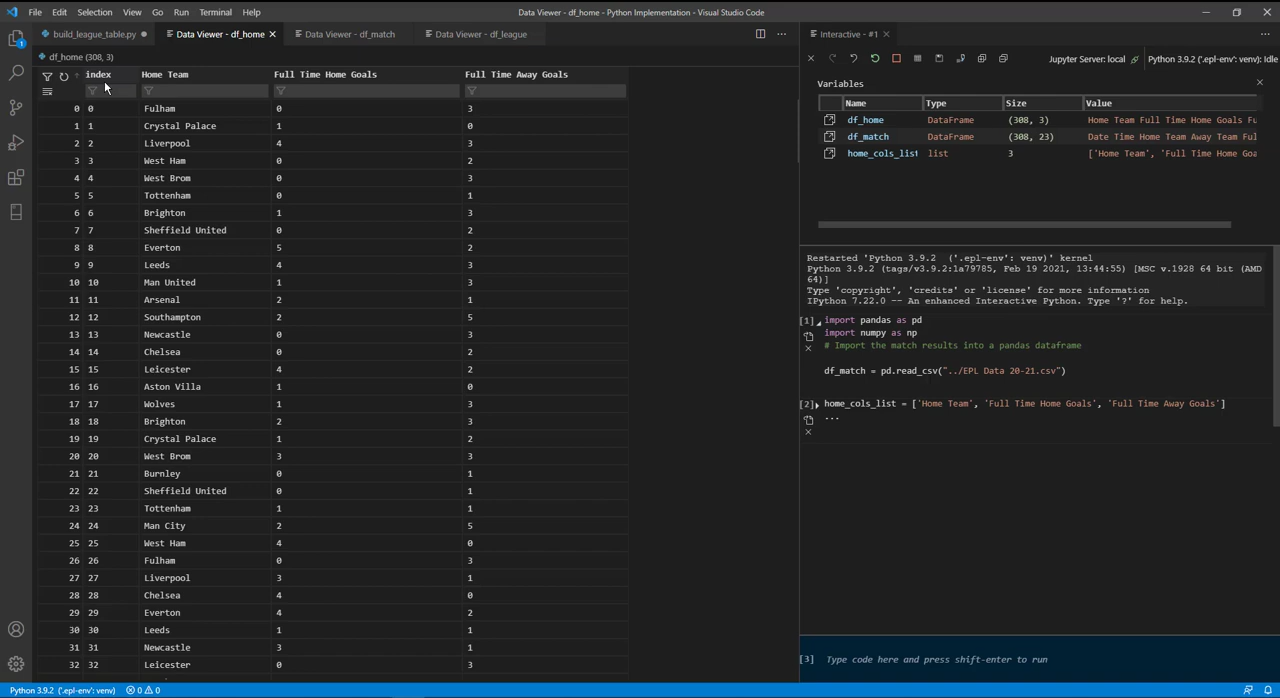 File Edit Selection View Go Run Terminal Help
Data Viewer - df_home - Python Implementation - Visual Studio Code
build_league_table.py ● Data Viewer - df_home × Data Viewer - df_match Data Viewer - df_league
Interactive - #1 ×
df_home (308, 3)
Jupyter Server: local Python 3.9.2 ('.epl-env': venv): Idle
index Home Team Full Time Home Goals Full Time Away Goals
0 0 Fulham 0 3
1 1 Crystal Palace 1 0
2 2 Liverpool 4 3
3 3 West Ham 0 2
4 4 West Brom 0 3
5 5 Tottenham 0 1
6 6 Brighton 1 3
7 7 Sheffield United 0 2
8 8 Everton 5 2
9 9 Leeds 4 3
10 10 Man United 1 3
11 11 Arsenal 2 1
12 12 Southampton 2 5
13 13 Newcastle 0 3
14 14 Chelsea 0 2
15 15 Leicester 4 2
16 16 Aston Villa 1 0
17 17 Wolves 1 3
18 18 Brighton 2 3
19 19 Crystal Palace 1 2
20 20 West Brom 3 3
21 21 Burnley 0 1
22 22 Sheffield United 0 1
23 23 Tottenham 1 1
24 24 Man City 2 5
25 25 West Ham 4 0
26 26 Fulham 0 3
27 27 Liverpool 3 1
28 28 Chelsea 4 0
29 29 Everton 4 2
30 30 Leeds 1 1
31 31 Newcastle 3 1
32 32 Leicester 0 3
Variables
Name Type Size Value
df_home DataFrame (308, 3) Home Team Full Time Home Goals Fu
df_match DataFrame (308, 23) Date Time Home Team Away Team Ful
home_cols_list list 3 ['Home Team', 'Full Time Home Goa
Restarted 'Python 3.9.2 ('.epl-env': venv)' kernel
Python 3.9.2 (tags/v3.9.2:1a79785, Feb 19 2021, 13:44:55) [MSC v.1928 64 bit (AMD
64)]
Type 'copyright', 'credits' or 'license' for more information
IPython 7.22.0 -- An enhanced Interactive Python. Type '?' for help.
[1] import pandas as pd
import numpy as np
# Import the match results into a pandas dataframe
df_match = pd.read_csv("../EPL Data 20-21.csv")
[2] home_cols_list = ['Home Team', 'Full Time Home Goals', 'Full Time Away Goals']
...
[3] Type code here and press shift-enter to run
Python 3.9.2 ('.epl-env': venv) 0 0